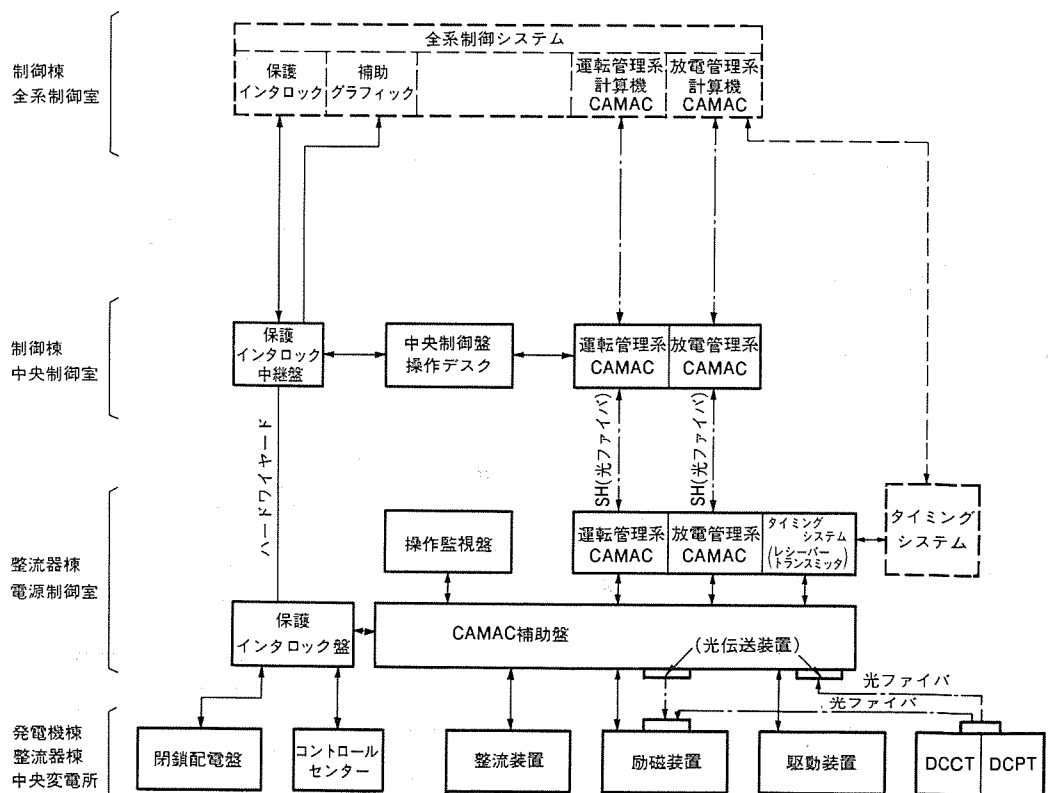 全系制御システム
制御棟
全系制御室
保護
インタロック
補助
グラフィック
運転管理系
計算機
CAMAC
放電管理系
計算機
CAMAC
制御棟
中央制御室
保護
インタロック
中継盤
中央制御盤
操作デスク
運転管理系
CAMAC
放電管理系
CAMAC
ハードワイヤード
SH(光ファイバ)
SH(光ファイバ)
整流器棟
電源制御室
操作監視盤
運転管理系
CAMAC
放電管理系
CAMAC
タイミング
システム
(レシーバー
トランスミッタ)
タイミング
システム
保護
インタロック盤
CAMAC補助盤
(光伝送装置)
光ファイバ
光ファイバ
発電機棟
整流器棟
中央変電所
閉鎖配電盤
コントロール
センター
整流装置
励磁装置
駆動装置
DCCT
DCPT